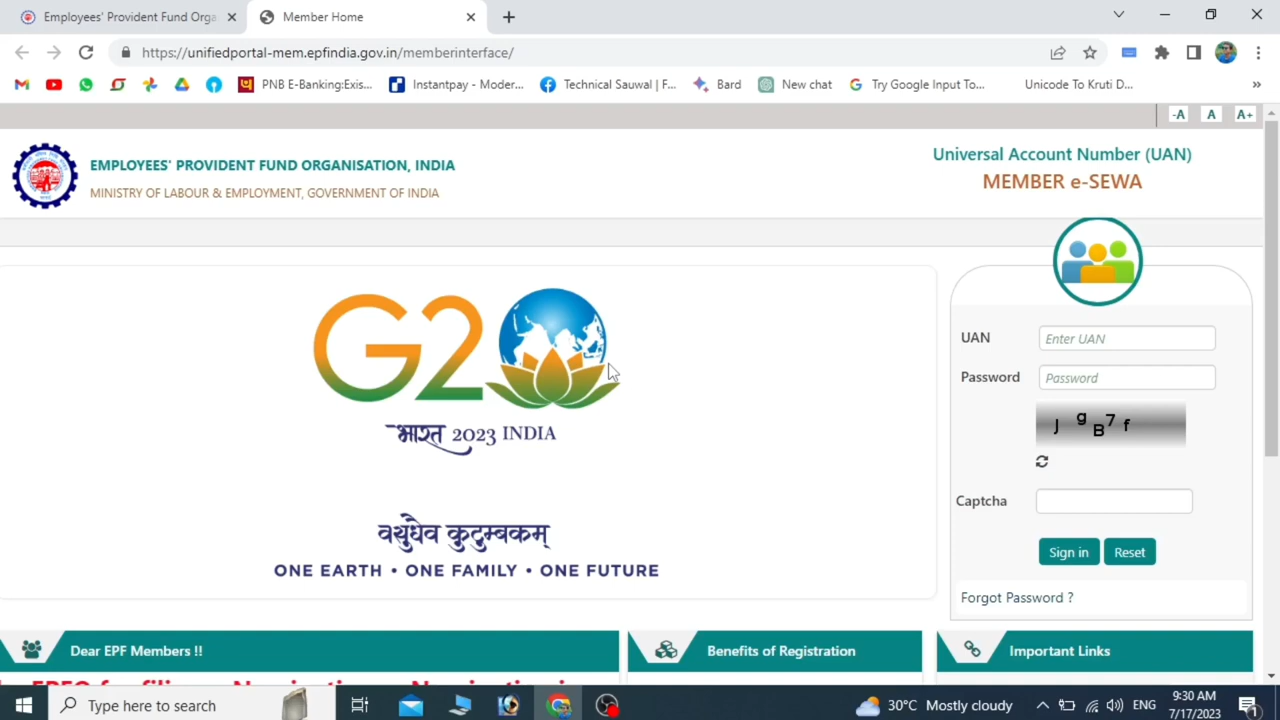 Employees' Provident Fund Orga
Member Home
https://unifiedportal-mem.epfindia.gov.in/memberinterface/
PNB E-Banking:Exis...
Instantpay - Moder...
Technical Sauwal | F...
Bard
New chat
Try Google Input To...
Unicode To Kruti D...
»
-A A A+
EMPLOYEES' PROVIDENT FUND ORGANISATION, INDIA
MINISTRY OF LABOUR & EMPLOYMENT, GOVERNMENT OF INDIA
Universal Account Number (UAN)
MEMBER e-SEWA
G20
भारत 2023 INDIA
वसुधैव कुटुम्बकम्
ONE EARTH • ONE FAMILY • ONE FUTURE
UAN
Enter UAN
Password
Password
J g B 7 f
Captcha
Sign in
Reset
Forgot Password ?
Dear EPF Members !!
Benefits of Registration
Important Links
Type here to search
30°C Mostly cloudy
ENG
9:30 AM
7/17/2023
1